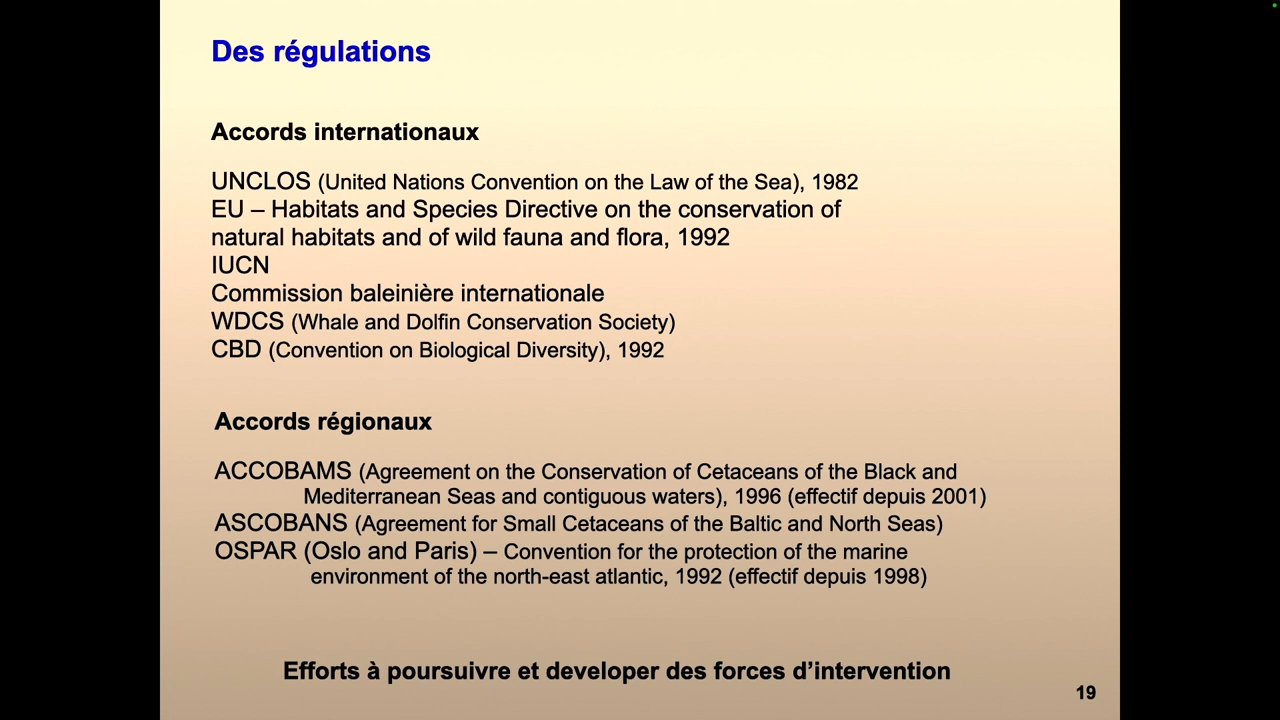 Des régulations
Accords internationaux
UNCLOS (United Nations Convention on the Law of the Sea), 1982
EU – Habitats and Species Directive on the conservation of
natural habitats and of wild fauna and flora, 1992
IUCN
Commission baleinière internationale
WDCS (Whale and Dolfin Conservation Society)
CBD (Convention on Biological Diversity), 1992
Accords régionaux
ACCOBAMS (Agreement on the Conservation of Cetaceans of the Black and
Mediterranean Seas and contiguous waters), 1996 (effectif depuis 2001)
ASCOBANS (Agreement for Small Cetaceans of the Baltic and North Seas)
OSPAR (Oslo and Paris) – Convention for the protection of the marine
environment of the north-east atlantic, 1992 (effectif depuis 1998)
Efforts à poursuivre et developer des forces d’intervention
19